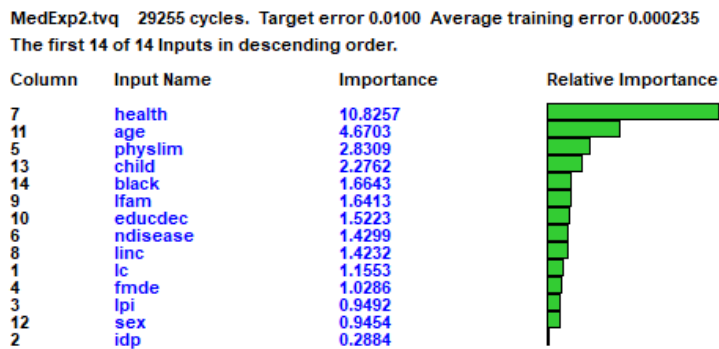 MedExp2.tvq 29255 cycles. Target error 0.0100 Average training error 0.000235
The first 14 of 14 Inputs in descending order.
Column Input Name Importance Relative Importance
7 health 10.8257
11 age 4.6703
5 physlim 2.8309
13 child 2.2762
14 black 1.6643
9 lfam 1.6413
10 educdec 1.5223
6 ndisease 1.4299
8 linc 1.4232
1 lc 1.1553
4 fmde 1.0286
3 lpi 0.9492
12 sex 0.9454
2 idp 0.2884